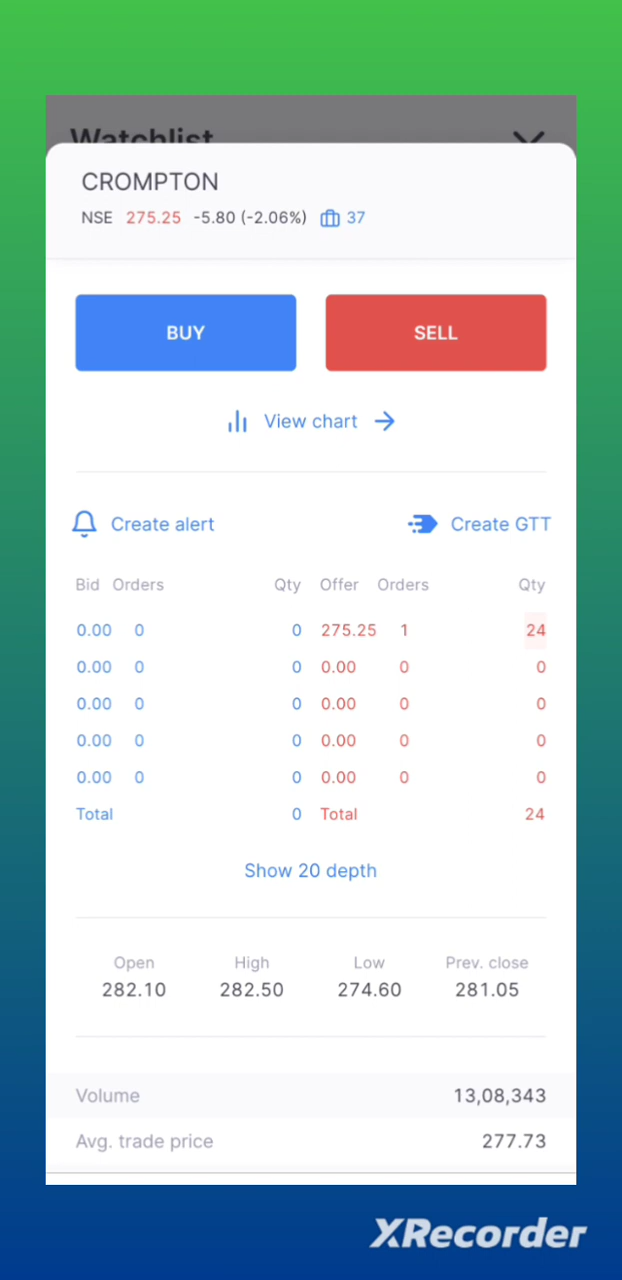 Watchlist
CROMPTON
NSE 275.25 -5.80 (-2.06%) 37
BUY SELL
View chart
Create alert Create GTT
Bid Orders Qty Offer Orders Qty
0.00 0 0 275.25 1 24
0.00 0 0 0.00 0 0
0.00 0 0 0.00 0 0
0.00 0 0 0.00 0 0
0.00 0 0 0.00 0 0
Total 0 Total 24
Show 20 depth
Open High Low Prev. close
282.10 282.50 274.60 281.05
Volume 13,08,343
Avg. trade price 277.73
XRecorder